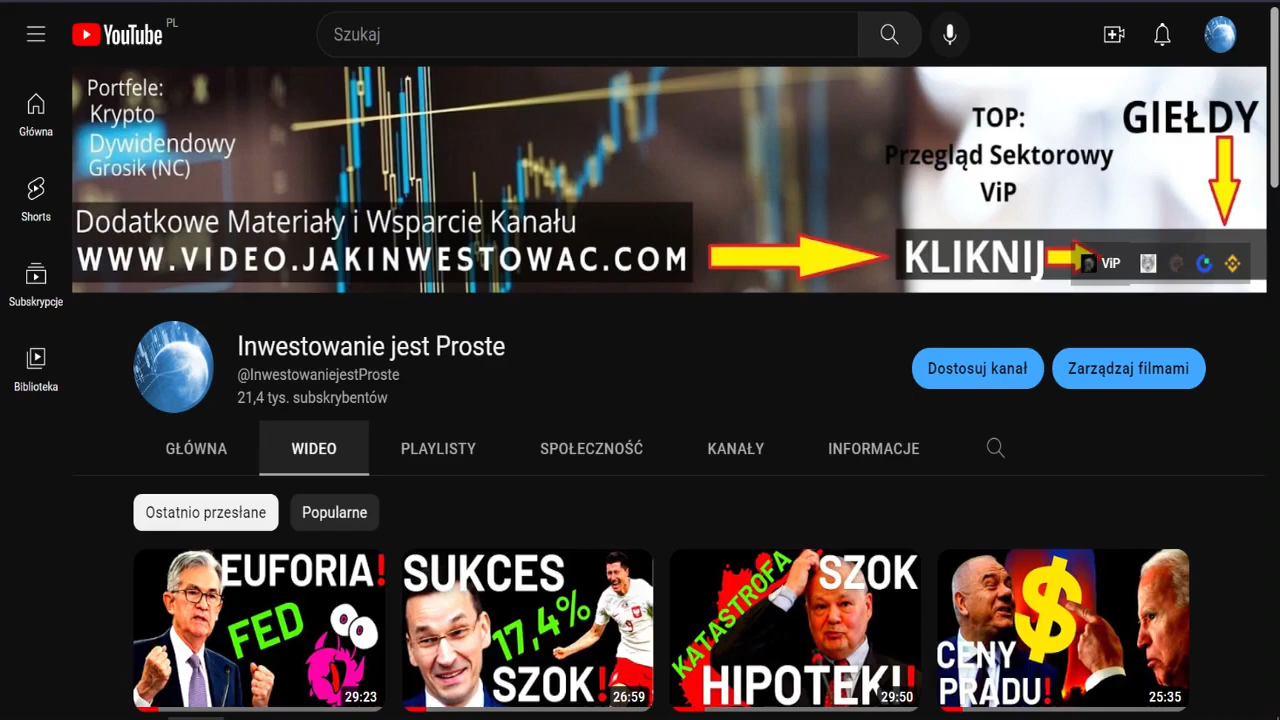 YouTube PL
Szukaj
Główna
Shorts
Subskrypcje
Biblioteka
Portfele:
Krypto
Dywidendowy
Grosik (NC)
Dodatkowe Materiały i Wsparcie Kanału
WWW.VIDEO.JAKINWESTOWAC.COM
TOP:
Przegląd Sektorowy
ViP
GIEŁDY
KLIKNIJ
ViP
Inwestowanie jest Proste
@InwestowaniejestProste
21,4 tys. subskrybentów
Dostosuj kanał
Zarządzaj filmami
GŁÓWNA
WIDEO
PLAYLISTY
SPOŁECZNOŚĆ
KANAŁY
INFORMACJE
Ostatnio przesłane
Popularne
EUFORIA!
FED
29:23
SUKCES
17,4%
SZOK!
26:59
KATASTROFA
SZOK
HIPOTEK!
29:50
$
CENY
PRĄDU!
25:35